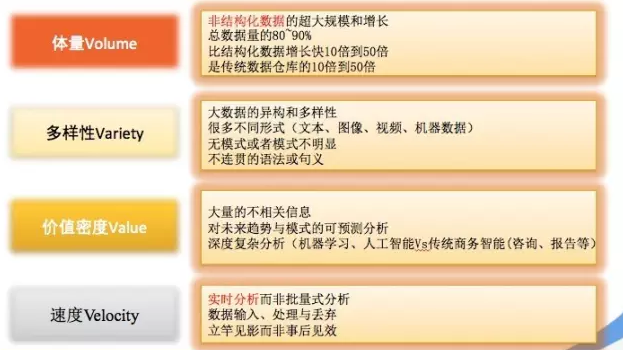 体量Volume
非结构化数据的超大规模和增长
总数据量的80~90%
比结构化数据增长快10倍到50倍
是传统数据仓库的10倍到50倍
多样性Variety
大数据的异构和多样性
很多不同形式（文本、图像、视频、机器数据）
无模式或者模式不明显
不连贯的语法或句义
价值密度Value
大量的不相关信息
对未来趋势与模式的可预测分析
深度复杂分析（机器学习、人工智能Vs传统商务智能(咨询、报告等）
速度Velocity
实时分析而非批量式分析
数据输入、处理与丢弃
立竿见影而非事后见效